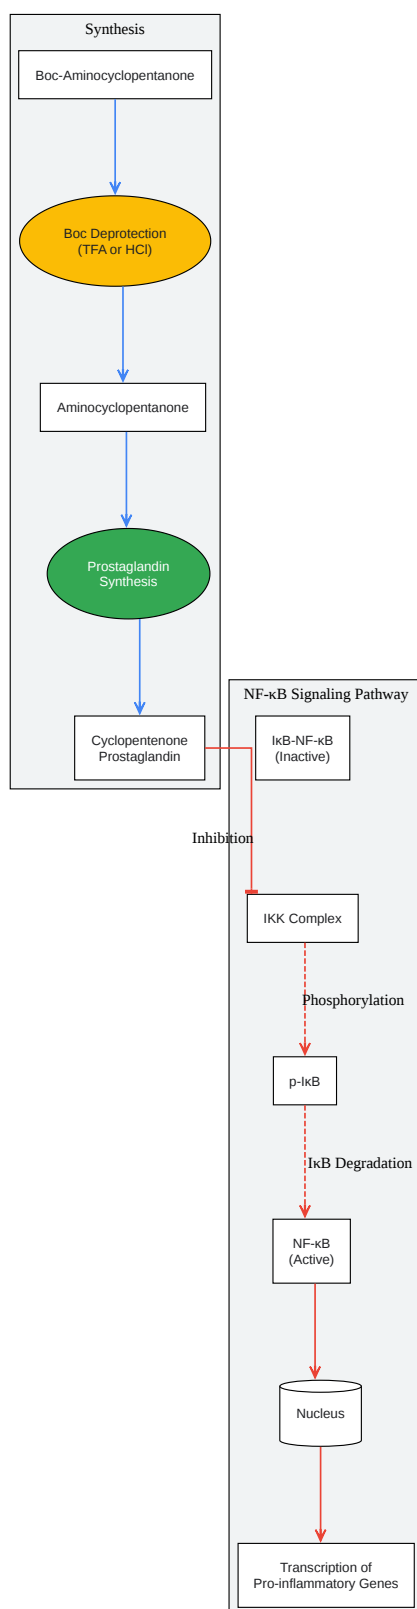 Synthesis
Boc-Aminocyclopentanone
Boc Deprotection
(TFA or HCl)
Aminocyclopentanone
Prostaglandin
Synthesis
Cyclopentenone
Prostaglandin
NF-κB Signaling Pathway
IκB-NF-κB
(Inactive)
Inhibition
IKK Complex
Phosphorylation
p-IκB
IκB Degradation
NF-κB
(Active)
Nucleus
Transcription of
Pro-inflammatory Genes